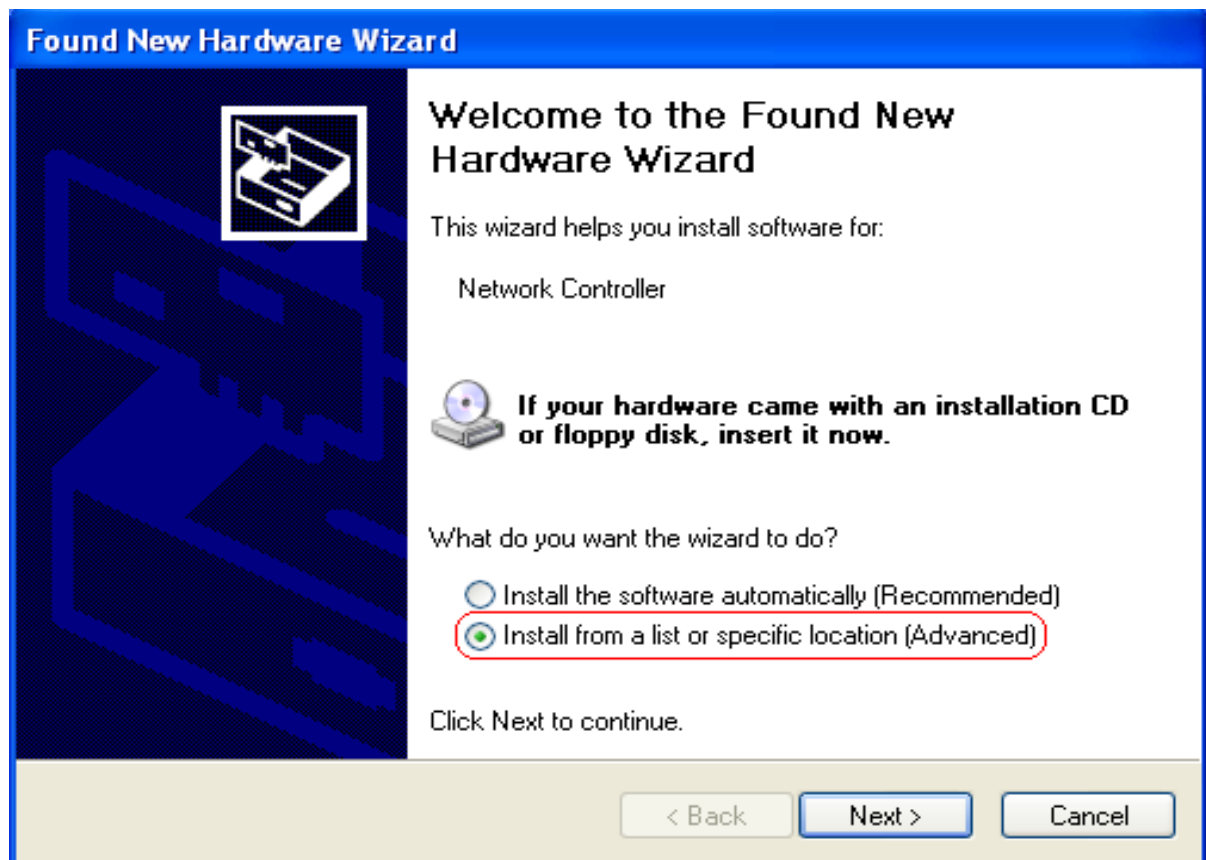 Found New Hardware Wizard
Welcome to the Found New
Hardware Wizard
This wizard helps you install software for:
Network Controller
If your hardware came with an installation CD
or floppy disk, insert it now.
What do you want the wizard to do?
Install the software automatically (Recommended)
Install from a list or specific location (Advanced)
Click Next to continue.
< Back Next > Cancel